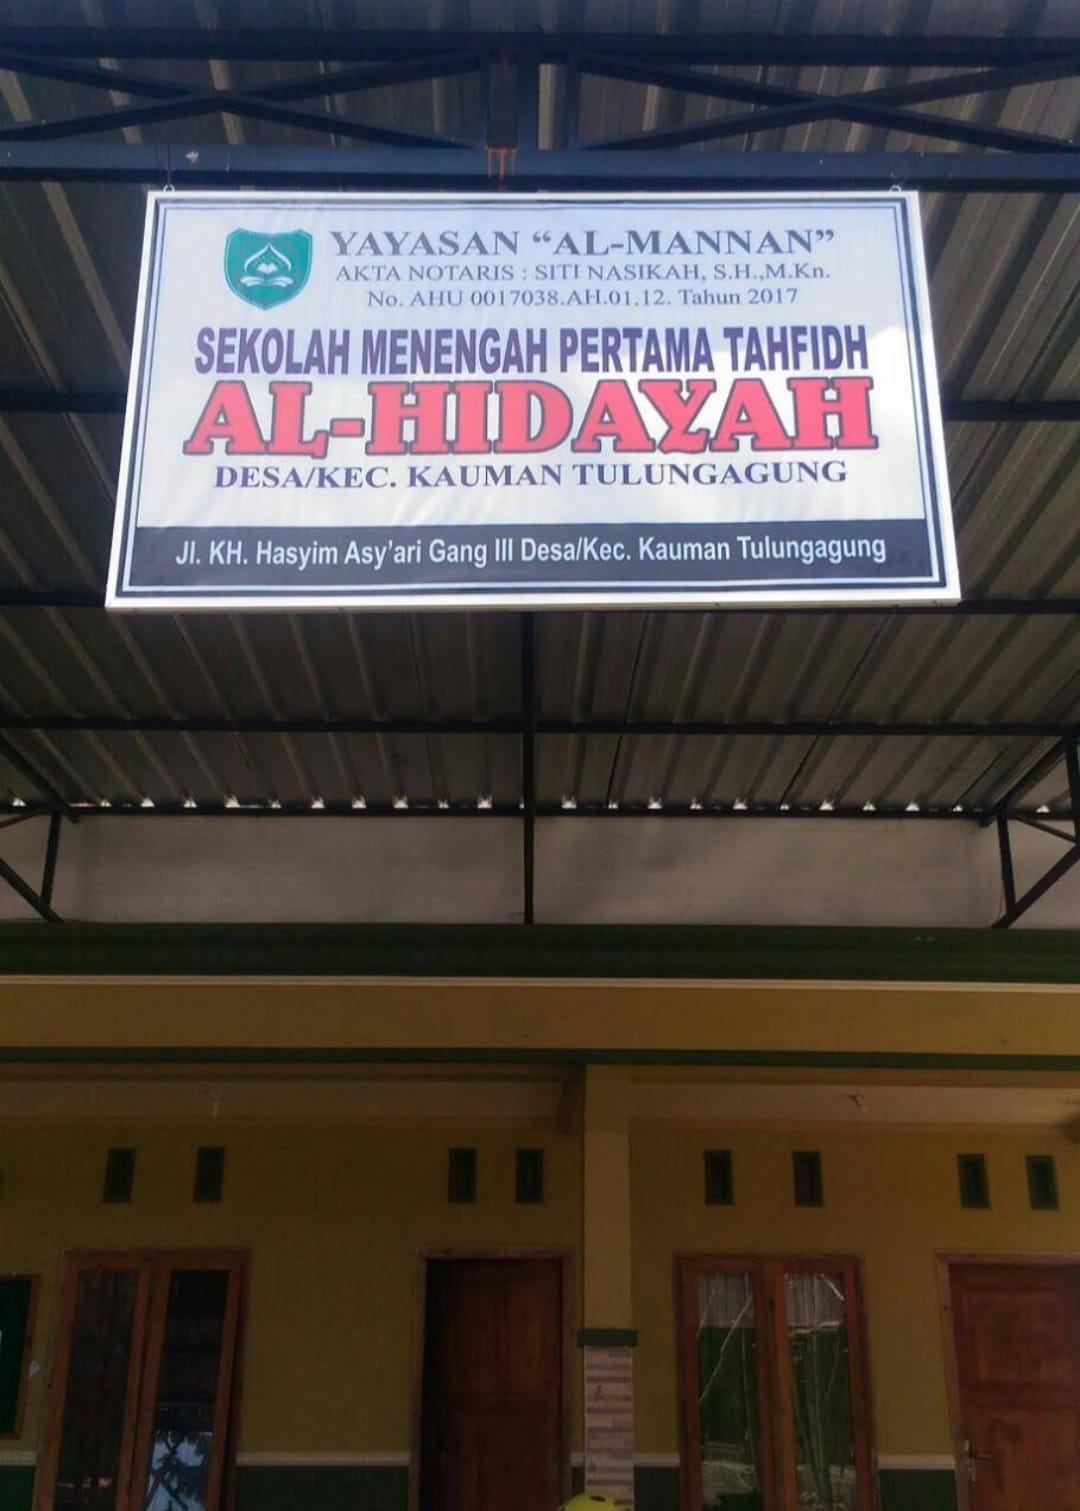 YAYASAN “AL-MANNAN”
AKTA NOTARIS : SITI NASIKAH, S.H.,M.Kn.
No. AHU 0017038.AH.01.12. Tahun 2017
SEKOLAH MENENGAH PERTAMA TAHFIDH
AL-HIDAYAH
DESA/KEC. KAUMAN TULUNGAGUNG
Jl. KH. Hasyim Asy’ari Gang III Desa/Kec. Kauman Tulungagung